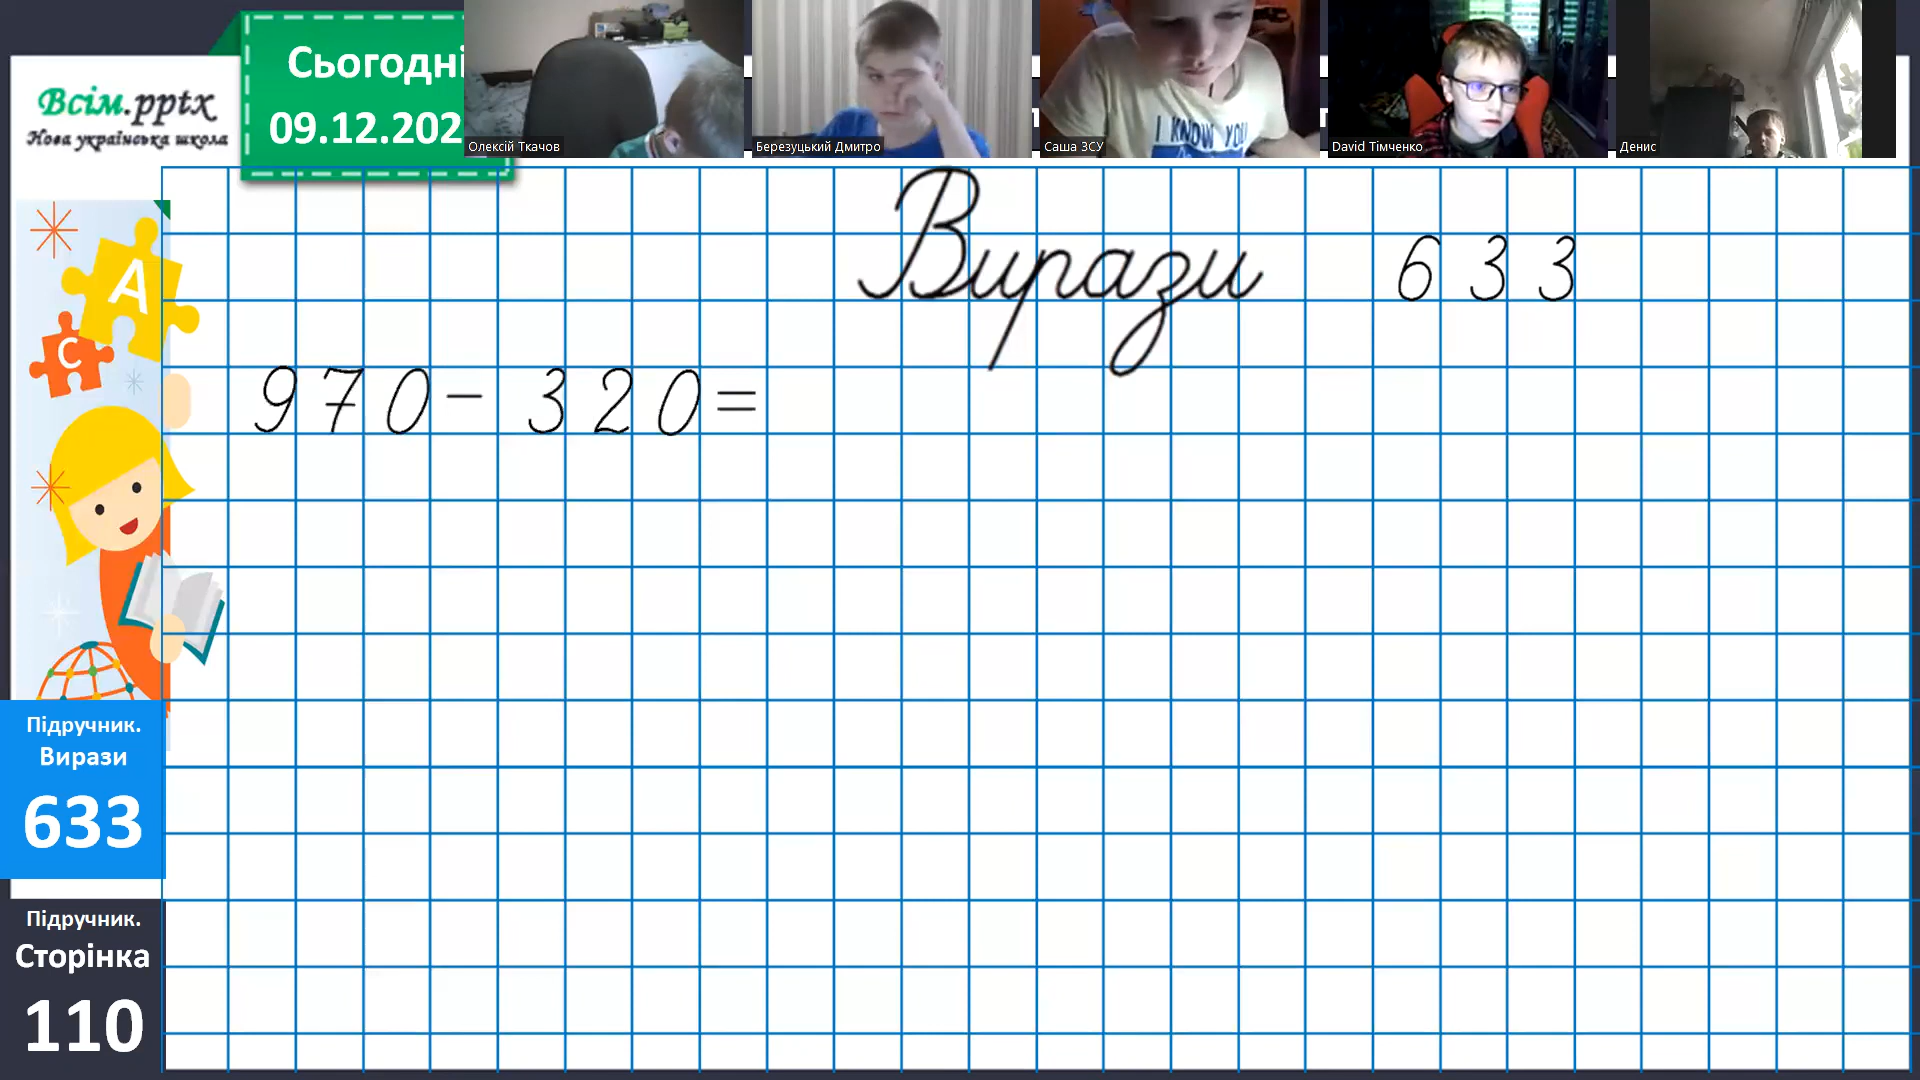 Всім.pptx
Нова українська школа
Сьогодні
09.12.202
Олексій Ткачов
Березуцький Дмитро
Саша ЗСУ
I KNOW YOU
David Тімченко
Денис
А
С
Вирази 633
970- 320=
Підручник.
Вирази
633
Підручник.
Сторінка
110